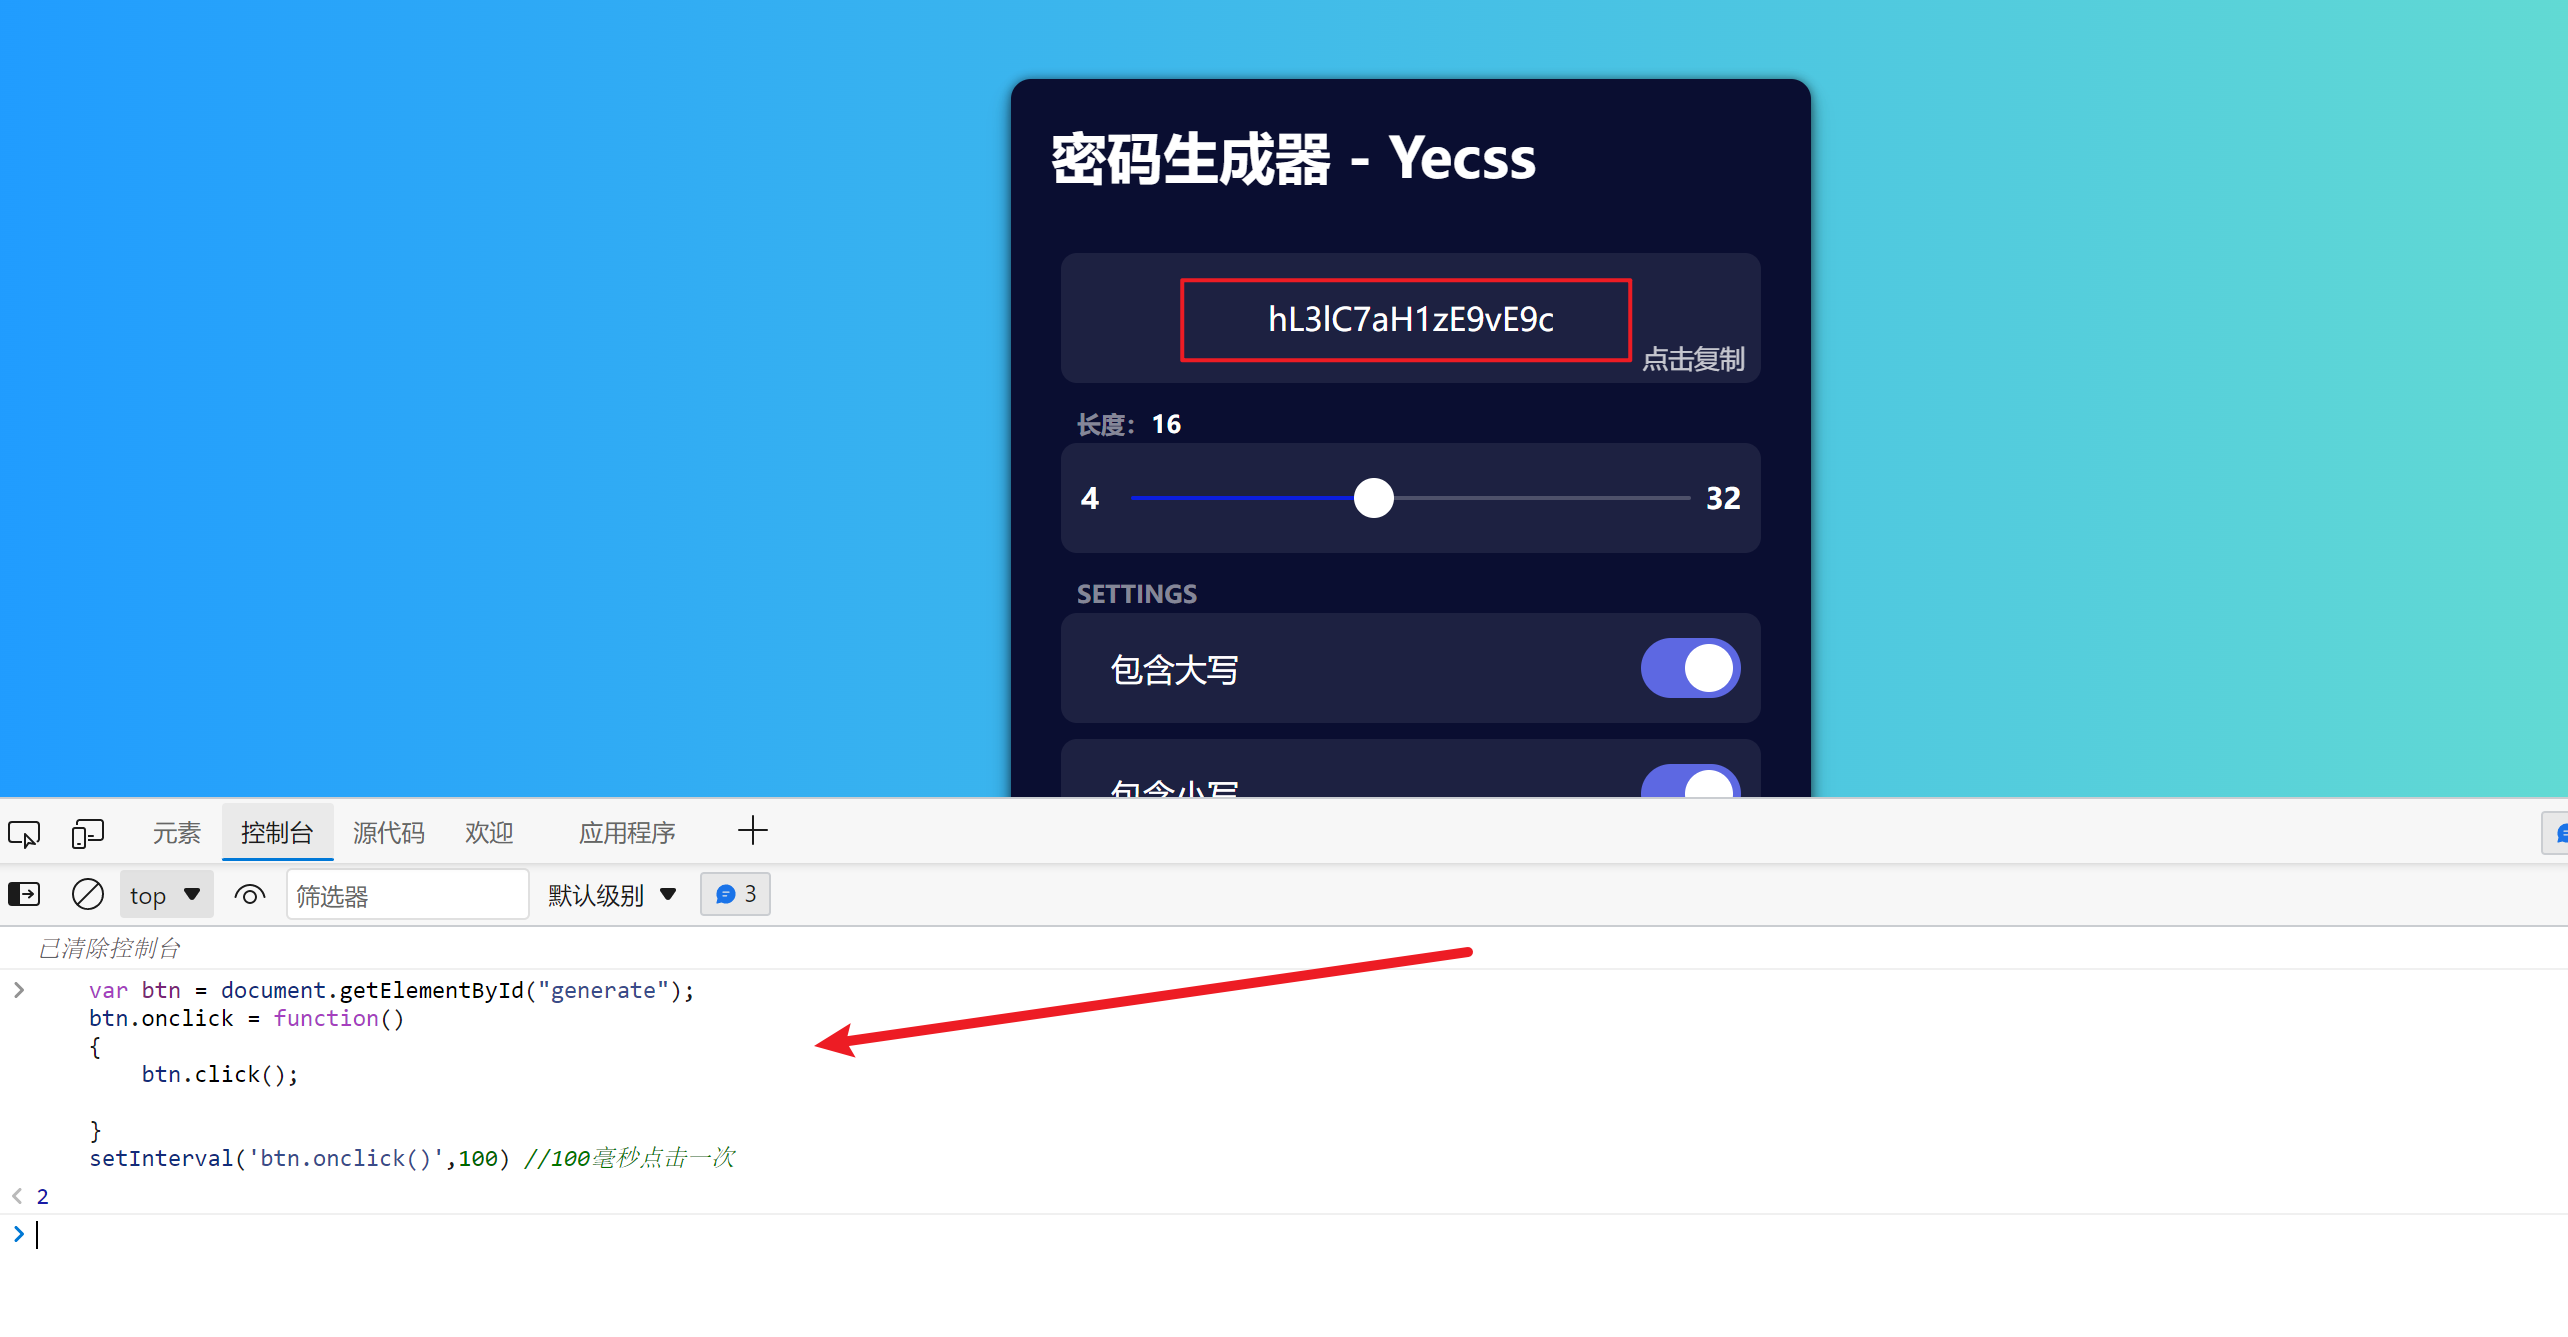 密码生成器 - Yecss
hL3lC7aH1zE9vE9c
点击复制
长度： 16
4
32
SETTINGS
包含大写
包含小写
元素 控制台 源代码 欢迎 应用程序
top 筛选器 默认级别 3
已清除控制台
var btn = document.getElementById("generate");
btn.onclick = function()
{
btn.click();
}
setInterval('btn.onclick()',100) //100毫秒点击一次
2